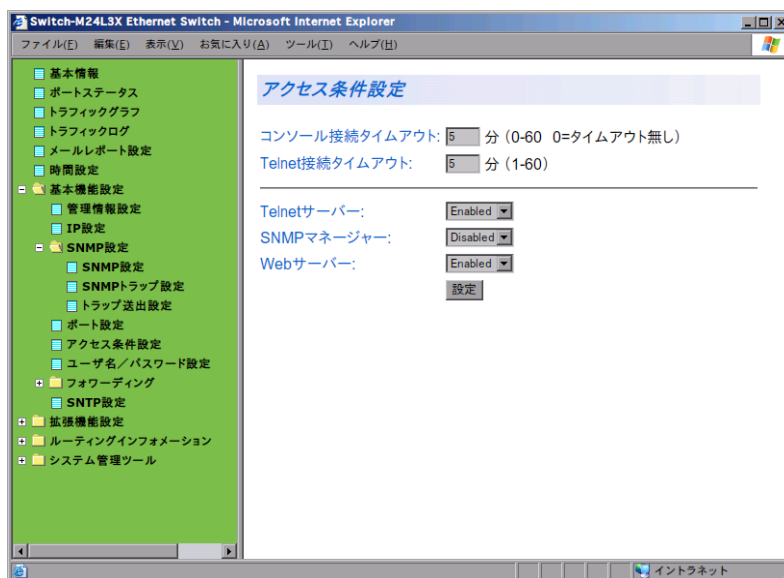 Switch-M24L3X Ethernet Switch - Microsoft Internet Explorer
ファイル(F) 編集(E) 表示(V) お気に入り(A) ツール(T) ヘルプ(H)
基本情報
ポートステータス
トラフィックグラフ
トラフィックログ
メールレポート設定
時間設定
基本機能設定
管理情報設定
IP設定
SNMP設定
SNMP設定
SNMPトラップ設定
トラップ送出設定
ポート設定
アクセス条件設定
ユーザ名／パスワード設定
フォワーディング
SNTP設定
拡張機能設定
ルーティングインフォメーション
システム管理ツール
アクセス条件設定
コンソール接続タイムアウト: 5 分 (0-60 0=タイムアウト無し)
Telnet接続タイムアウト: 5 分 (1-60)
Telnetサーバー: Enabled
SNMPマネージャー: Disabled
Webサーバー: Enabled
設定
イントラネット